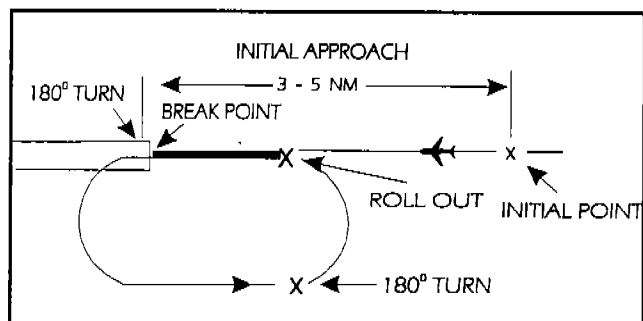 INITIAL APPROACH
3 - 5 NM
180° TURN
BREAK POINT
X
X
ROLL OUT
INITIAL POINT
X
180° TURN